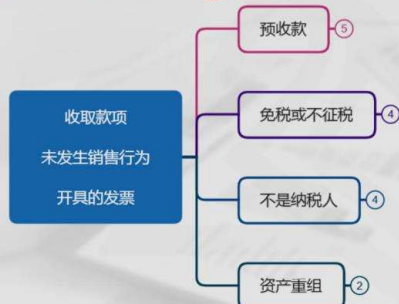 收取款项
未发生销售行为
开具的发票
预收款
5
免税或不征税
4
不是纳税人
4
资产重组
2